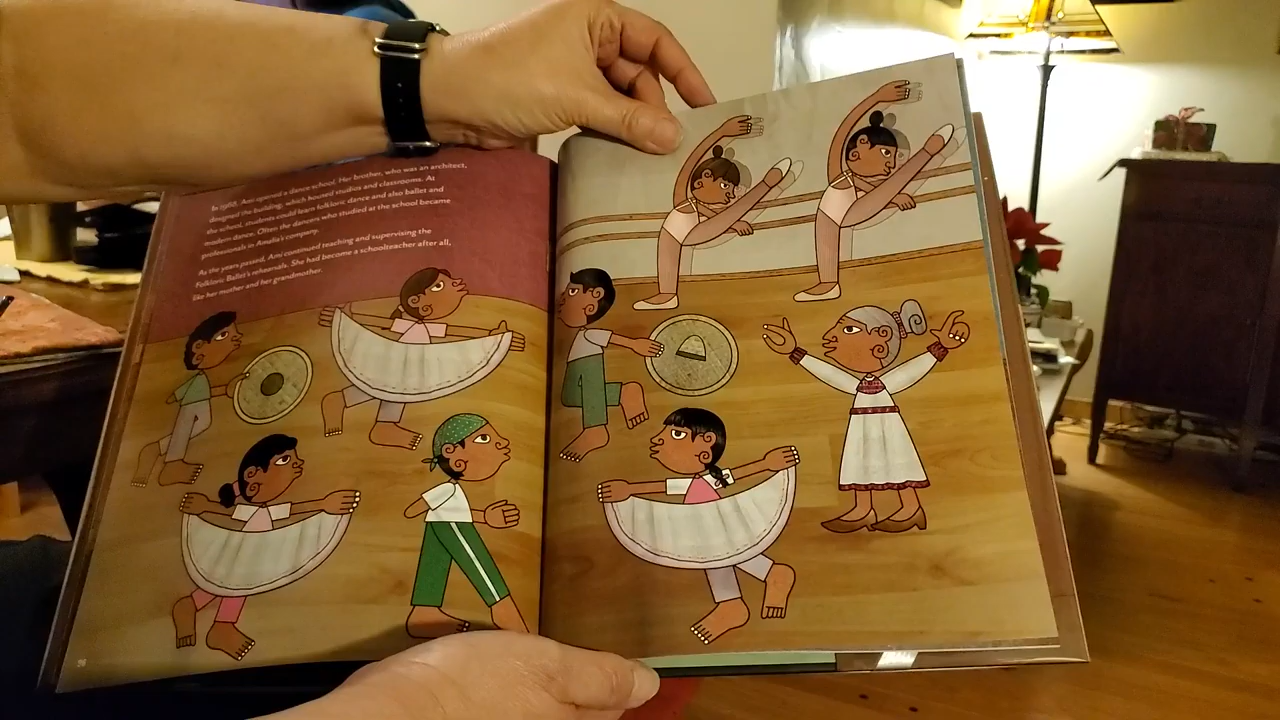 In 1968, Ami opened a dance school. Her brother, who was an architect,
designed the building, which housed studios and classrooms. At
the school, students could learn folkloric dance and also ballet and
modern dance. Often the dancers who studied at the school became
professionals in Amalia's company.
As the years passed, Ami continued teaching and supervising the
Folkloric Ballet's rehearsals. She had become a schoolteacher after all,
like her mother and her grandmother.